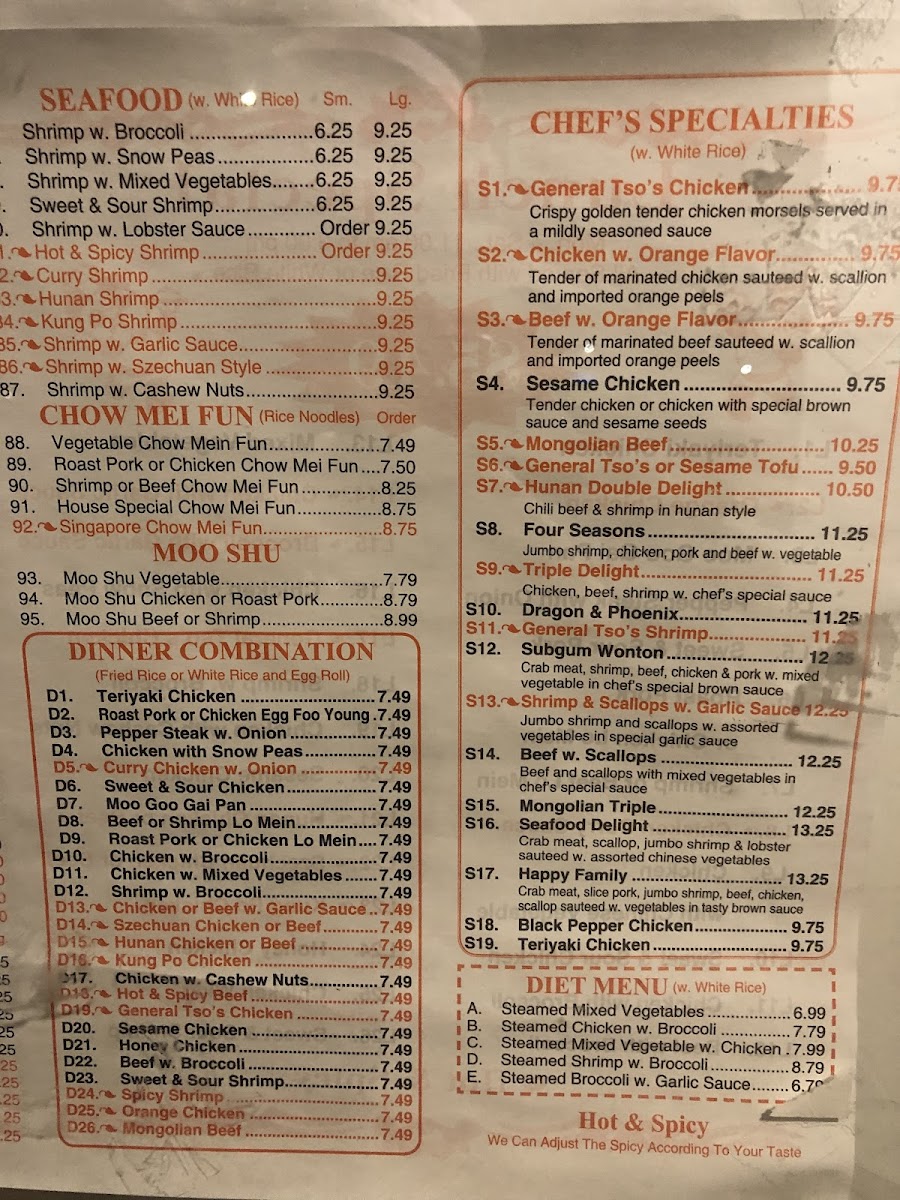 SEAFOOD (w. White Rice) Sm. Lg.
Shrimp w. Broccoli ......................6.25 9.25
Shrimp w. Snow Peas.................6.25 9.25
Shrimp w. Mixed Vegetables.......6.25 9.25
Sweet & Sour Shrimp..................6.25 9.25
Shrimp w. Lobster Sauce ............ Order 9.25
Hot & Spicy Shrimp.................... Order 9.25
Curry Shrimp ........................................9.25
Hunan Shrimp ......................................9.25
84. Kung Po Shrimp ...................................9.25
85. Shrimp w. Garlic Sauce........................9.25
86. Shrimp w. Szechuan Style ...................9.25
87. Shrimp w. Cashew Nuts.......................9.25
CHOW MEI FUN (Rice Noodles) Order
88. Vegetable Chow Mein Fun....................7.49
89. Roast Pork or Chicken Chow Mei Fun....7.50
90. Shrimp or Beef Chow Mei Fun ..............8.25
91. House Special Chow Mei Fun...............8.75
92. Singapore Chow Mei Fun.....................8.75
MOO SHU
93. Moo Shu Vegetable.............................7.79
94. Moo Shu Chicken or Roast Pork...........8.79
95. Moo Shu Beef or Shrimp.....................8.99
DINNER COMBINATION
(Fried Rice or White Rice and Egg Roll)
D1. Teriyaki Chicken ............................7.49
D2. Roast Pork or Chicken Egg Foo Young .7.49
D3. Pepper Steak w. Onion..................7.49
D4. Chicken with Snow Peas..............7.49
D5. Curry Chicken w. Onion ...............7.49
D6. Sweet & Sour Chicken..................7.49
D7. Moo Goo Gai Pan .........................7.49
D8. Beef or Shrimp Lo Mein................7.49
D9. Roast Pork or Chicken Lo Mein....7.49
D10. Chicken w. Broccoli.....................7.49
D11. Chicken w. Mixed Vegetables ......7.49
D12. Shrimp w. Broccoli......................7.49
D13. Chicken or Beef w. Garlic Sauce..7.49
D14. Szechuan Chicken or Beef...........7.49
D15. Hunan Chicken or Beef ...............7.49
D16. Kung Po Chicken ........................7.49
D17. Chicken w. Cashew Nuts..............7.49
D18. Hot & Spicy Beef.........................7.49
D19. General Tso's Chicken ................7.49
D20. Sesame Chicken .........................7.49
D21. Honey Chicken ...........................7.49
D22. Beef w. Broccoli..........................7.49
D23. Sweet & Sour Shrimp..................7.49
D24. Spicy Shrimp ..............................7.49
D25. Orange Chicken ..........................7.49
D26. Mongolian Beef ...........................7.49
CHEF'S SPECIALTIES
(w. White Rice)
S1. General Tso's Chicken.................. 9.7
Crispy golden tender chicken morsels served in
a mildly seasoned sauce
S2. Chicken w. Orange Flavor............. 9.75
Tender of marinated chicken sauteed w. scallion
and imported orange peels
S3. Beef w. Orange Flavor.................. 9.75
Tender of marinated beef sauteed w. scallion
and imported orange peels
S4. Sesame Chicken ............................ 9.75
Tender chicken or chicken with special brown
sauce and sesame seeds
S5. Mongolian Beef............................ 10.25
S6. General Tso's or Sesame Tofu...... 9.50
S7. Hunan Double Delight ................. 10.50
Chili beef & shrimp in hunan style
S8. Four Seasons............................... 11.25
Jumbo shrimp, chicken, pork and beef w. vegetable
S9. Triple Delight............................... 11.25
Chicken, beef, shrimp w. chef's special sauce
S10. Dragon & Phoenix........................ 11.25
S11. General Tso's Shrimp.................. 11.25
S12. Subgum Wonton .......................... 12.25
Crab meat, shrimp, beef, chicken & pork w. mixed
vegetable in chef's special brown sauce
S13. Shrimp & Scallops w. Garlic Sauce 12.25
Jumbo shrimp and scallops w. assorted
vegetables in special garlic sauce
S14. Beef w. Scallops ......................... 12.25
Beef and scallops with mixed vegetables in
chef's special sauce
S15. Mongolian Triple ......................... 12.25
S16. Seafood Delight .......................... 13.25
Crab meat, scallop, jumbo shrimp & lobster
sauteed w. assorted chinese vegetables
S17. Happy Family .............................. 13.25
Crab meat, slice pork, jumbo shrimp, beef, chicken,
scallop sauteed w. vegetables in tasty brown sauce
S18. Black Pepper Chicken................... 9.75
S19. Teriyaki Chicken........................... 9.75
DIET MENU (w. White Rice)
A. Steamed Mixed Vegetables ..............6.99
B. Steamed Chicken w. Broccoli ...........7.79
C. Steamed Mixed Vegetable w. Chicken .7.99
D. Steamed Shrimp w. Broccoli.............8.79
E. Steamed Broccoli w. Garlic Sauce.......6.79
Hot & Spicy
We Can Adjust The Spicy According To Your Taste